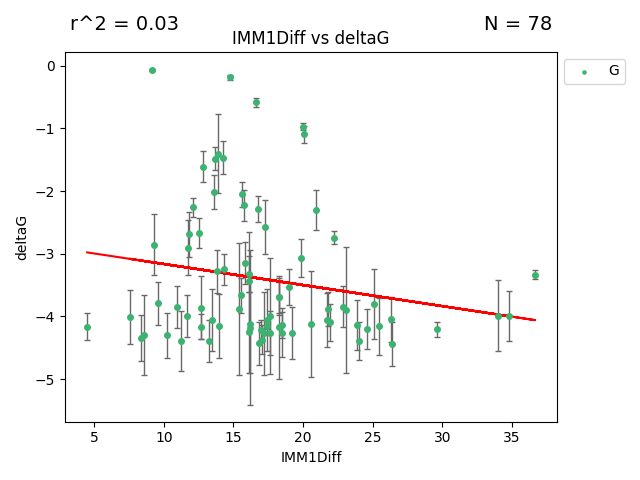 r^2 = 0.03
N = 78
IMM1Diff vs deltaG
G
0
−1
−2
−3
−4
−5
deltaG
5 10 15 20 25 30 35
IMM1Diff